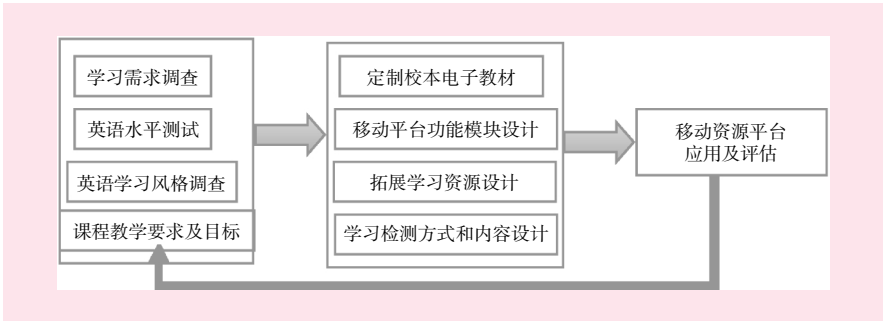 学习需求调查
英语水平测试
英语学习风格调查
课程教学要求及目标
定制校本电子教材
移动平台功能模块设计
拓展学习资源设计
学习检测方式和内容设计
移动资源平台
应用及评估